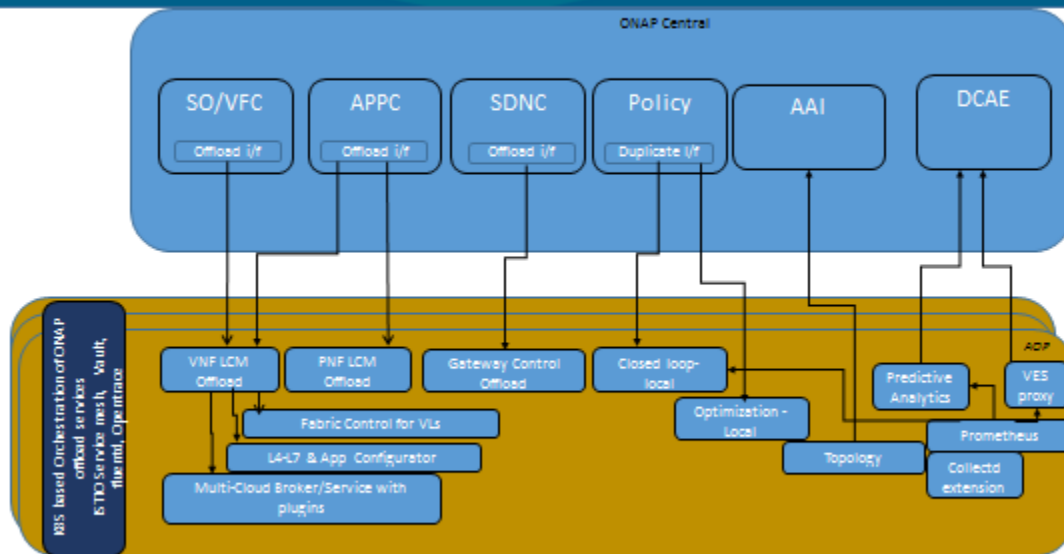 ONAP Central
SO/VFC
Offload i/f
APPC
Offload i/f
SDNC
Offload i/f
Policy
Duplicate I/f
AAI
DCAE
K8S based Orchestration of ONAP
offload services
ISTIO Service mesh, Vault,
fluentd, Opentrace
VNF LCM
Offload
PNF LCM
Offload
Gateway Control
Offload
Closed loop-
local
Optimization -
Local
Predictive
Analytics
VES
proxy
Fabric Control for VLs
L4-L7 & App Configurator
Multi-Cloud Broker/Service with
plugins
Topology
Prometheus
Collectd
extension